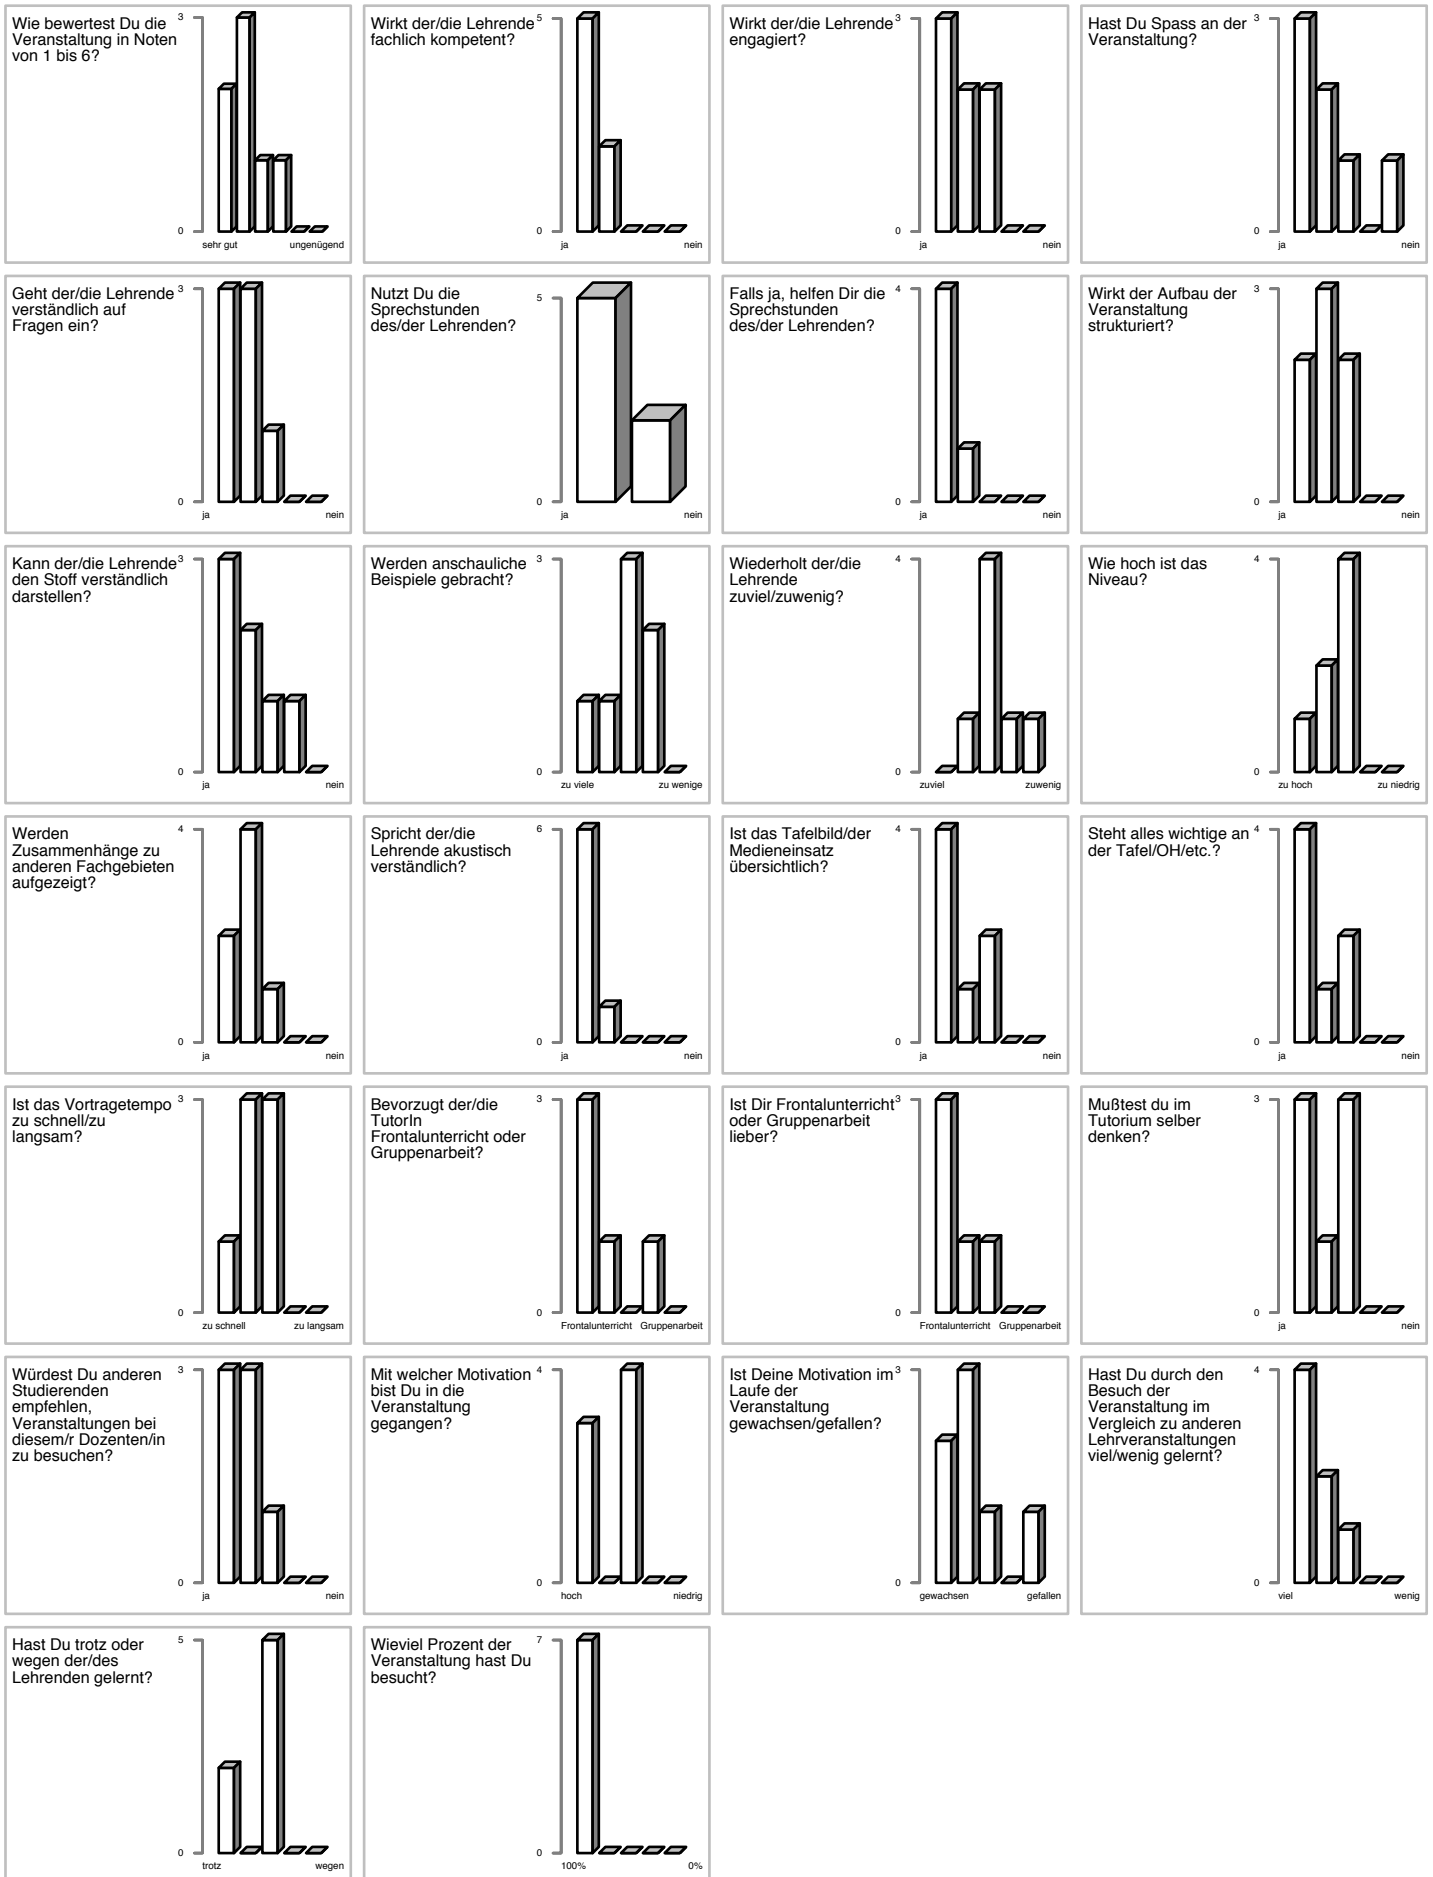 Wie bewertest Du die
Veranstaltung in Noten
von 1 bis 6?
3
0
sehr gut
ungenügend
Wirkt der/die Lehrende
fachlich kompetent?
5
0
ja
nein
Wirkt der/die Lehrende
engagiert?
3
0
ja
nein
Hast Du Spass an der
Veranstaltung?
3
0
ja
nein
Geht der/die Lehrende
verständlich auf
Fragen ein?
3
0
ja
nein
Nutzt Du die
Sprechstunden
des/der Lehrenden?
5
0
ja
nein
Falls ja, helfen Dir die
Sprechstunden
des/der Lehrenden?
4
0
ja
nein
Wirkt der Aufbau der
Veranstaltung
strukturiert?
3
0
ja
nein
Kann der/die Lehrende
den Stoff verständlich
darstellen?
3
0
ja
nein
Werden anschauliche
Beispiele gebracht?
3
0
zu viele
zu wenige
Wiederholt der/die
Lehrende
zuviel/zuwenig?
4
0
zuviel
zuwenig
Wie hoch ist das
Niveau?
4
0
zu hoch
zu niedrig
Werden
Zusammenhänge zu
anderen Fachgebieten
aufgezeigt?
4
0
ja
nein
Spricht der/die
Lehrende akustisch
verständlich?
6
0
ja
nein
Ist das Tafelbild/der
Medieneinsatz
übersichtlich?
4
0
ja
nein
Steht alles wichtige an
der Tafel/OH/etc.?
4
0
ja
nein
Ist das Vortragetempo
zu schnell/zu
langsam?
3
0
zu schnell
zu langsam
Bevorzugt der/die
TutorIn
Frontalunterricht oder
Gruppenarbeit?
3
0
Frontalunterricht
Gruppenarbeit
Ist Dir Frontalunterricht
oder Gruppenarbeit
lieber?
3
0
Frontalunterricht
Gruppenarbeit
Mußtest du im
Tutorium selber
denken?
3
0
ja
nein
Würdest Du anderen
Studierenden
empfehlen,
Veranstaltungen bei
diesem/r Dozenten/in
zu besuchen?
3
0
ja
nein
Mit welcher Motivation
bist Du in die
Veranstaltung
gegangen?
4
0
hoch
niedrig
Ist Deine Motivation im
Laufe der
Veranstaltung
gewachsen/gefallen?
3
0
gewachsen
gefallen
Hast Du durch den
Besuch der
Veranstaltung im
Vergleich zu anderen
Lehrveranstaltungen
viel/wenig gelernt?
4
0
viel
wenig
Hast Du trotz oder
wegen der/des
Lehrenden gelernt?
5
0
trotz
wegen
Wieviel Prozent der
Veranstaltung hast Du
besucht?
7
0
100%
0%